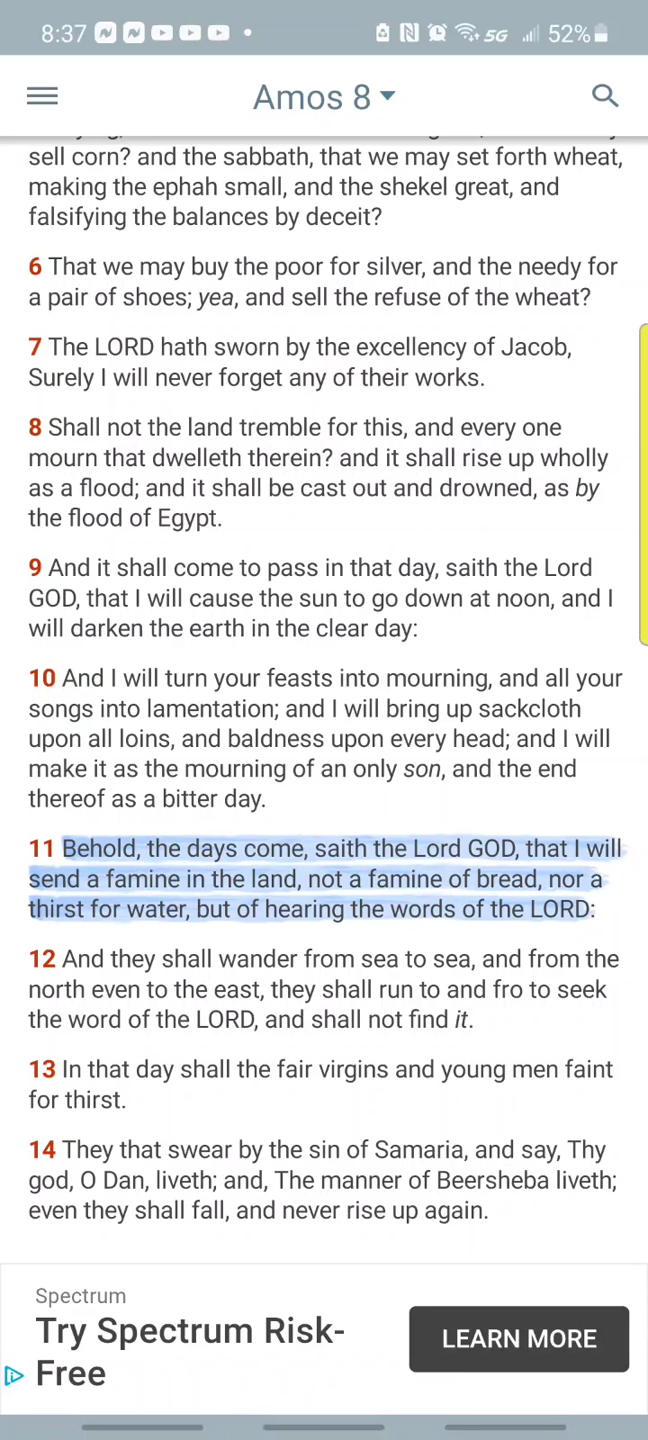 8:37 5G 52%
Amos 8
sell corn? and the sabbath, that we may set forth wheat,
making the ephah small, and the shekel great, and
falsifying the balances by deceit?
6 That we may buy the poor for silver, and the needy for
a pair of shoes; yea, and sell the refuse of the wheat?
7 The LORD hath sworn by the excellency of Jacob,
Surely I will never forget any of their works.
8 Shall not the land tremble for this, and every one
mourn that dwelleth therein? and it shall rise up wholly
as a flood; and it shall be cast out and drowned, as by
the flood of Egypt.
9 And it shall come to pass in that day, saith the Lord
GOD, that I will cause the sun to go down at noon, and I
will darken the earth in the clear day:
10 And I will turn your feasts into mourning, and all your
songs into lamentation; and I will bring up sackcloth
upon all loins, and baldness upon every head; and I will
make it as the mourning of an only son, and the end
thereof as a bitter day.
11 Behold, the days come, saith the Lord GOD, that I will
send a famine in the land, not a famine of bread, nor a
thirst for water, but of hearing the words of the LORD:
12 And they shall wander from sea to sea, and from the
north even to the east, they shall run to and fro to seek
the word of the LORD, and shall not find it.
13 In that day shall the fair virgins and young men faint
for thirst.
14 They that swear by the sin of Samaria, and say, Thy
god, O Dan, liveth; and, The manner of Beersheba liveth;
even they shall fall, and never rise up again.
Spectrum
Try Spectrum Risk-
Free
LEARN MORE